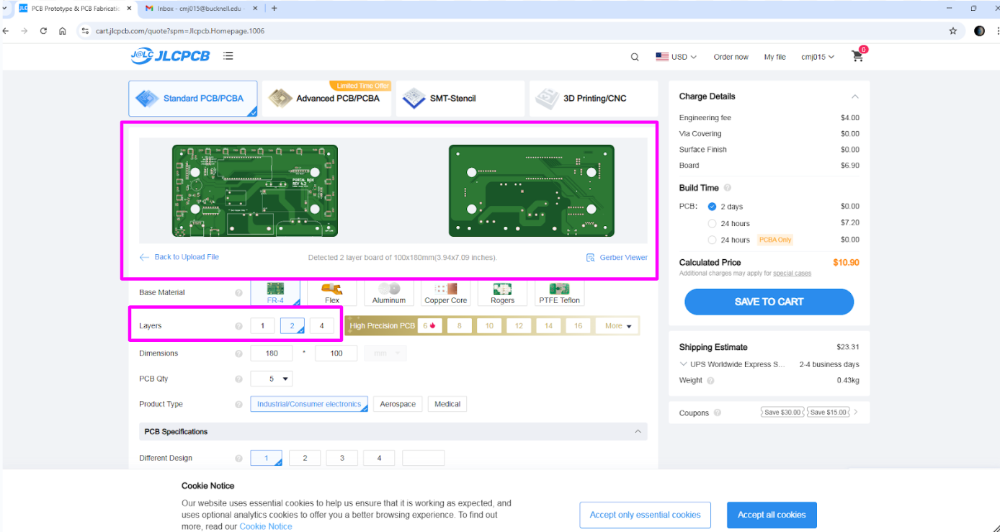 PCB Prototype & PCB Fabricatio
Inbox - cmj015@bucknell.edu -
cart.jlcpcb.com/quote?spm=Jlcpcb.Homepage.1006
J@LC JLCPCB
USD
Order now
My file
cmj015
0
Standard PCB/PCBA
Limited Time Offer
Advanced PCB/PCBA
SMT-Stencil
3D Printing/CNC
PORTAL BOX
REV 4.2
Back to Upload File
Detected 2 layer board of 100x180mm(3.94x7.09 inches).
Gerber Viewer
Base Material
FR-4
Flex
Aluminum
Copper Core
Rogers
PTFE Teflon
Layers
1
2
4
High Precision PCB
6
8
10
12
14
16
More
Dimensions
180
*
100
mm
PCB Qty
5
Product Type
Industrial/Consumer electronics
Aerospace
Medical
PCB Specifications
Different Design
1
2
3
4
Charge Details
Engineering fee $4.00
Via Covering $0.00
Surface Finish $0.00
Board $6.90
Build Time
PCB: 2 days $0.00
24 hours $7.20
24 hours PCBA Only $0.00
Calculated Price $10.90
Additional charges may apply for special cases
SAVE TO CART
Shipping Estimate $23.31
UPS Worldwide Express S... 2-4 business days
Weight 0.43kg
Coupons Save $30.00 Save $15.00
Cookie Notice
Our website uses essential cookies to help us ensure that it is working as expected, and
uses optional analytics cookies to offer you a better browsing experience. To find out
more, read our Cookie Notice
Accept only essential cookies
Accept all cookies